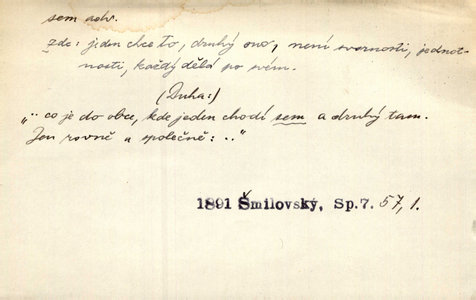 sem adv.
zde: jeden chce to, druhý ono, není svornosti, jednot-
nosti, každý dělá po svém.
(Duha:)
„·· co je do obce, kde jeden chodí sem a druhý tam.
Jen rovně a společně: .."
1891 Šmilovský, Sp.7. 57,1.